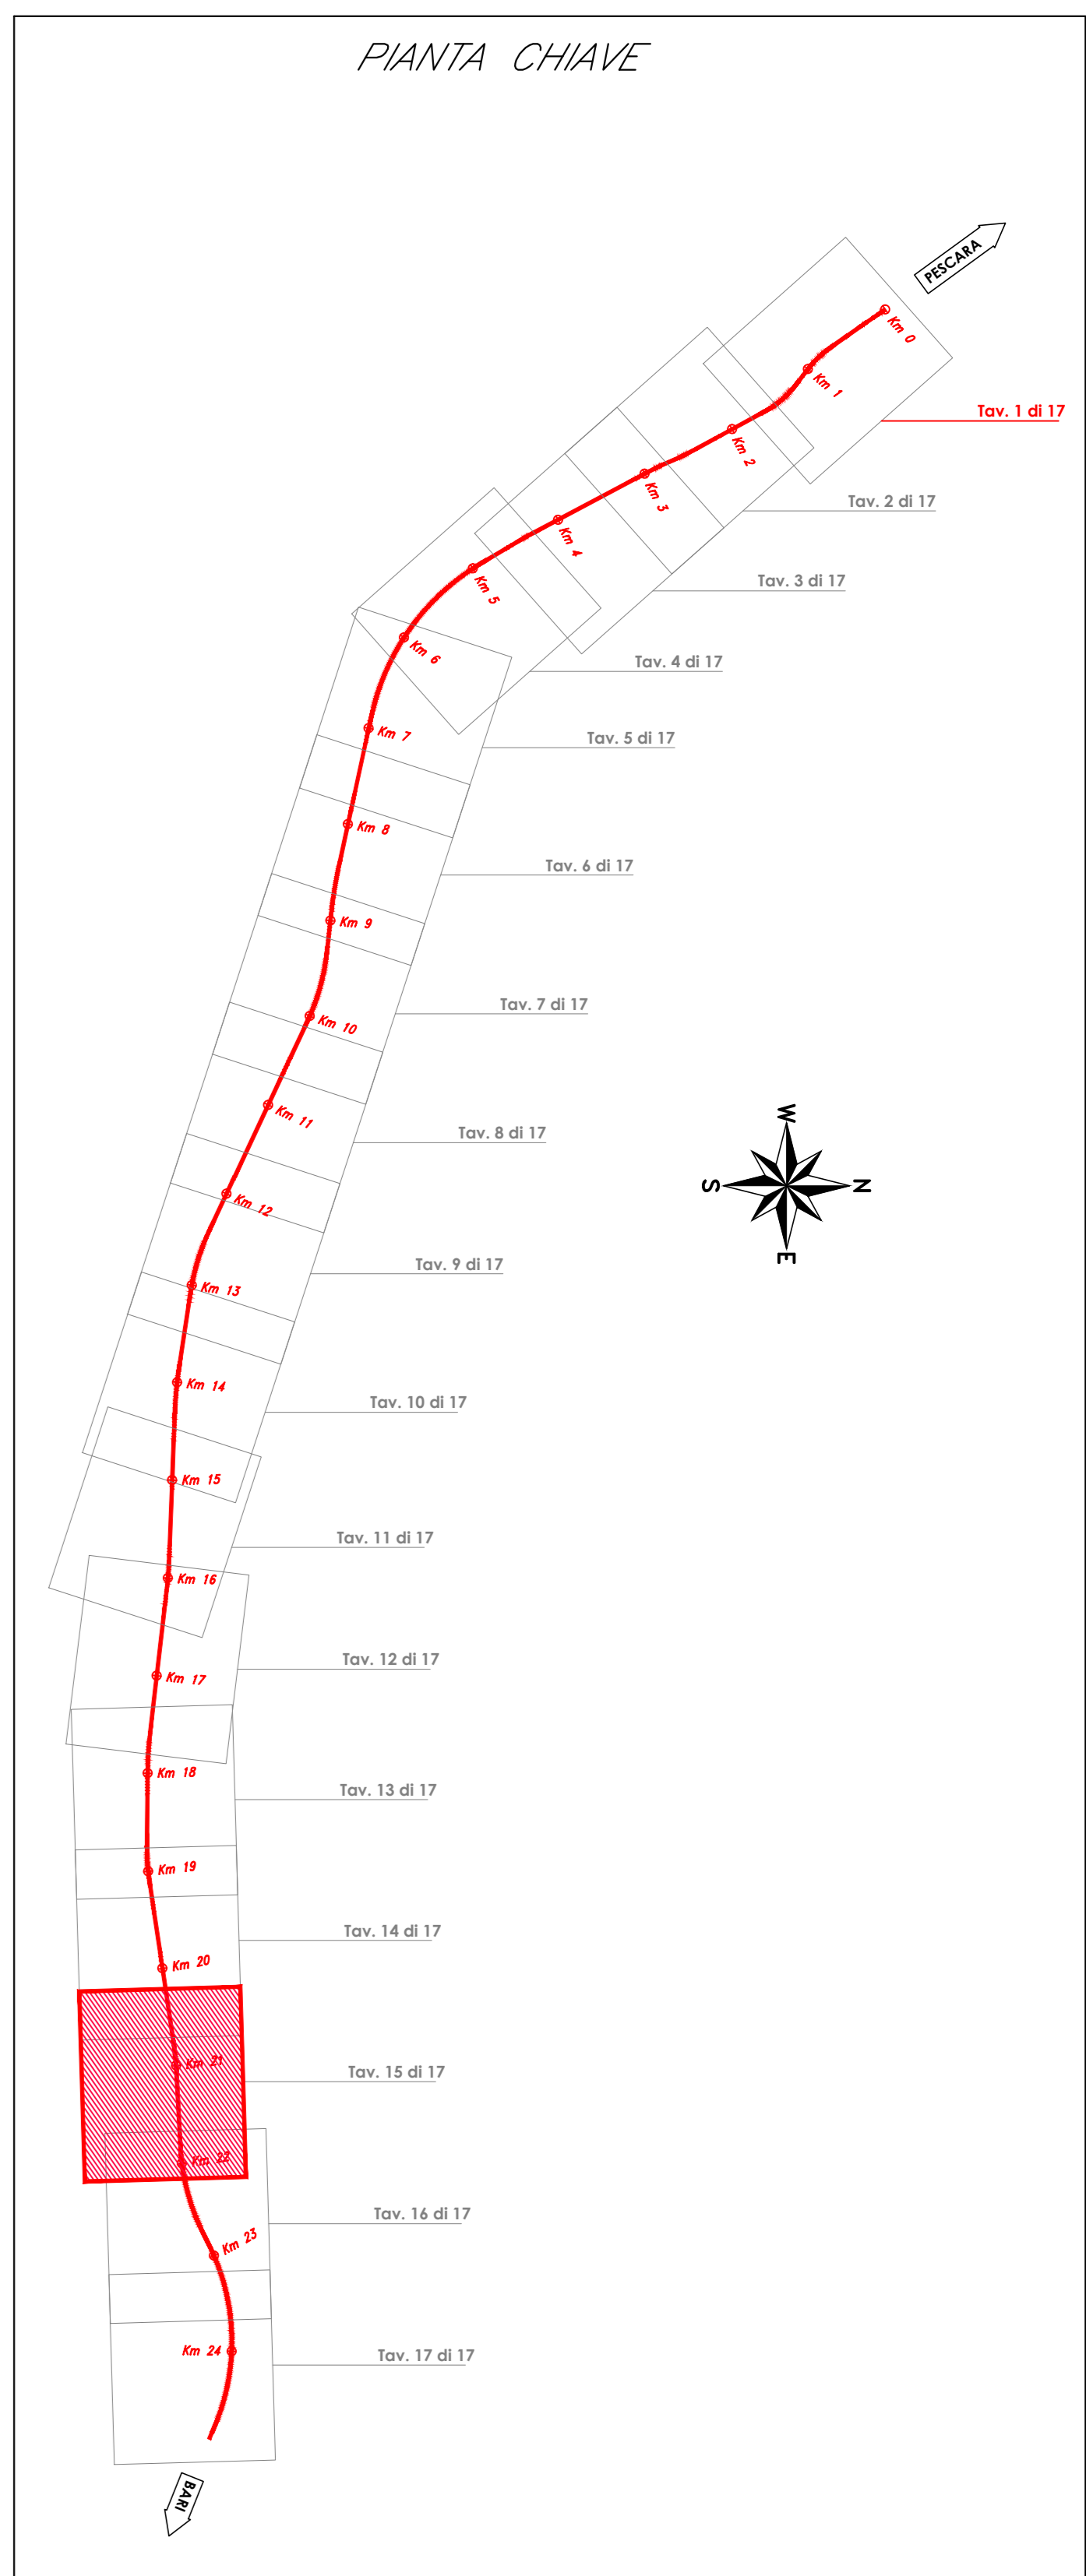 PIANTA CHIAVE
PESCARA
Km 0
Km 1
Tav. 1 di 17
Km 2
Km 3
Tav. 2 di 17
Km 4
Km 5
Tav. 3 di 17
Km 6
Tav. 4 di 17
Km 7
Tav. 5 di 17
Km 8
Tav. 6 di 17
Km 9
Tav. 7 di 17
Km 10
Km 11
W
Tav. 8 di 17
S
N
Km 12
E
Tav. 9 di 17
Km 13
Km 14
Tav. 10 di 17
Km 15
Tav. 11 di 17
Km 16
Tav. 12 di 17
Km 17
Km 18
Tav. 13 di 17
Km 19
Tav. 14 di 17
Km 20
Km 21
Tav. 15 di 17
Km 22
Tav. 16 di 17
Km 23
Km 24
Tav. 17 di 17
BARI